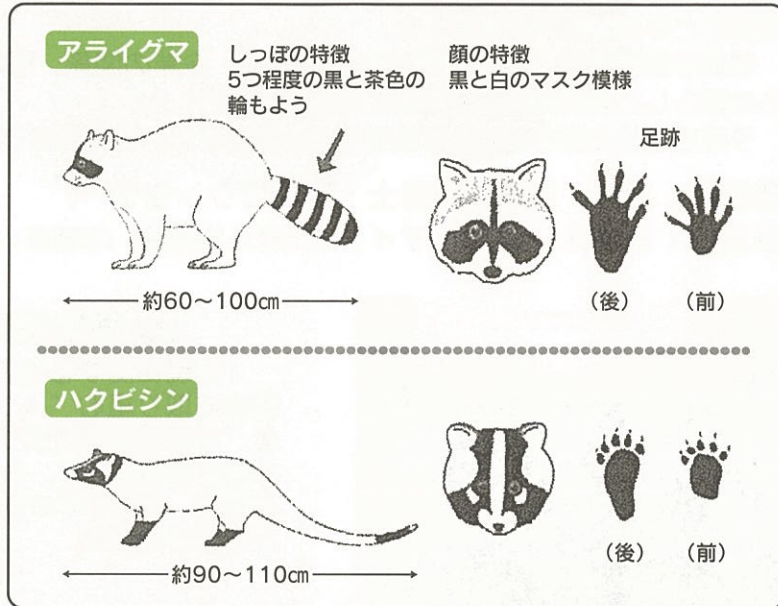 アライグマ
しっぽの特徴
5つ程度の黒と茶色の
輪もよう
顔の特徴
黒と白のマスク模様
足跡
(後)
(前)
約60～100㎝
ハクビシン
(後)
(前)
約90～110㎝